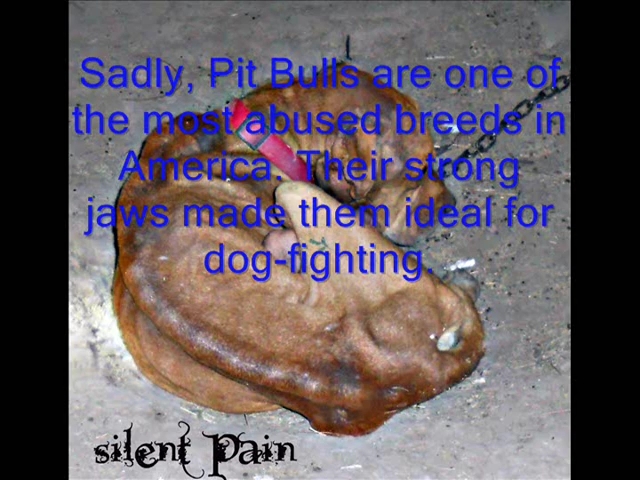 Sadly, Pit Bulls are one of
the most abused breeds in
America. Their strong
jaws made them ideal for
dog-fighting.
silent Pain